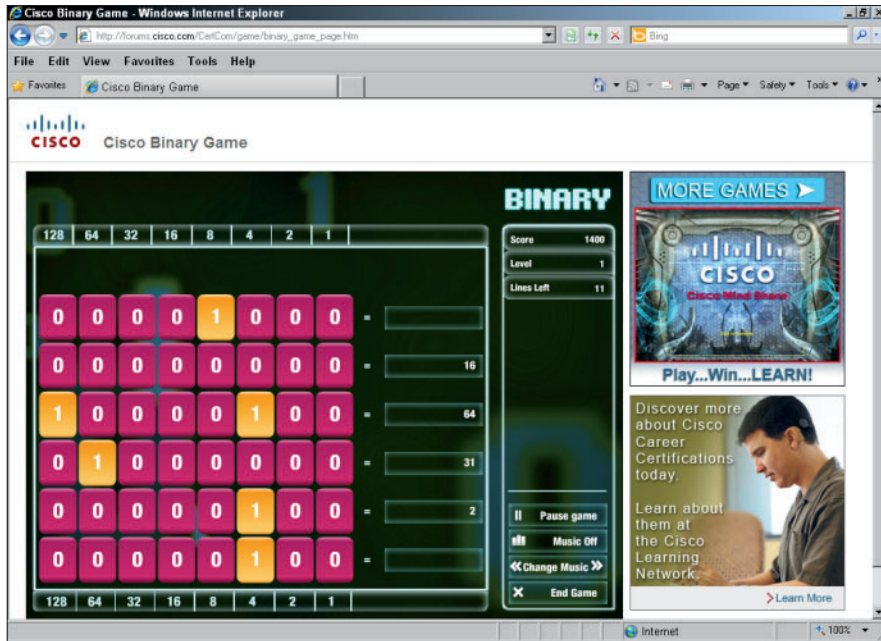 Cisco Binary Game - Windows Internet Explorer
http://forums.cisco.com/CertCom/game/binary_game_page.htm
Bing
File Edit View Favorites Tools Help
Favorites Cisco Binary Game Page Safety Tools
CISCO Cisco Binary Game
BINARY
128 64 32 16 8 4 2 1
Score 1400
Level 1
Lines Left 11
0 0 0 0 1 0 0 0 =
0 0 0 0 0 0 0 0 = 16
1 0 0 0 0 1 0 0 = 64
0 1 0 0 0 0 0 0 = 31
0 0 0 0 0 1 0 0 = 2
0 0 0 0 0 1 0 0 =
128 64 32 16 8 4 2 1
Pause game
Music Off
Change Music
End Game
MORE GAMES
CISCO
Cisco Mind Share
Play...Win...LEARN!
Discover more
about Cisco
Career
Certifications
today.
Learn about
them at
the Cisco
Learning
Network.
Learn More
Internet 100%